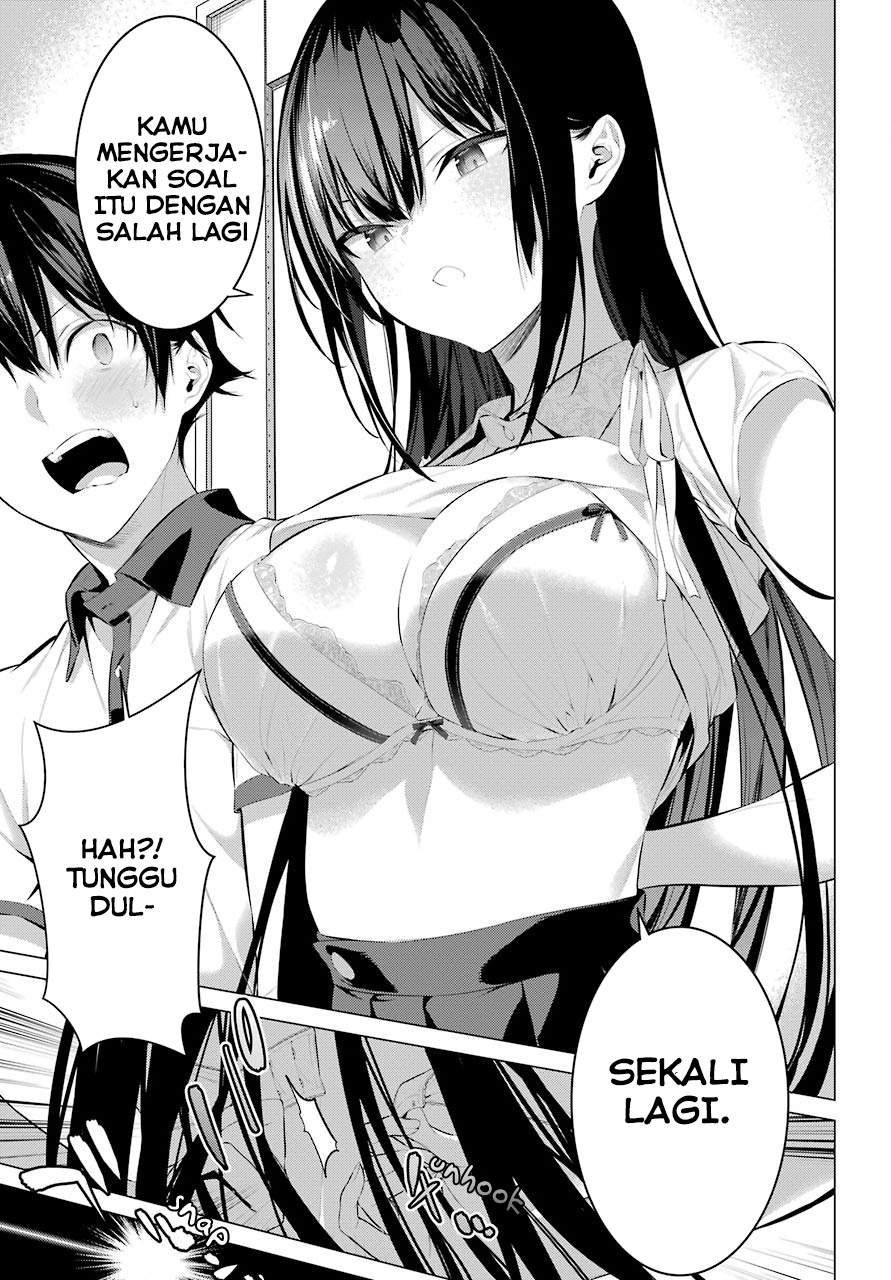 KAMU
MENGERJA-
KAN SOAL
ITU DENGAN
SALAH LAGI
HAH?!
TUNGGU
DUL-
SEKALI
LAGI.
unhook
snap